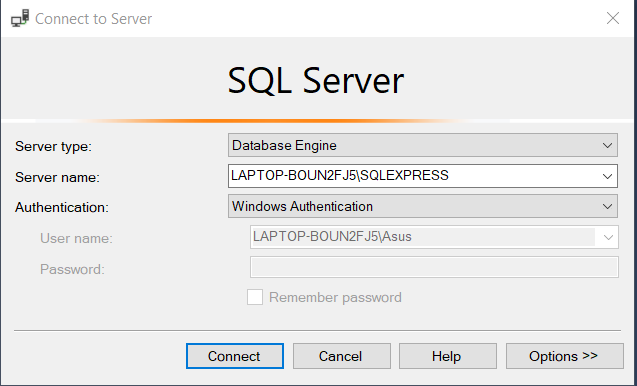 Connect to Server
SQL Server
Server type: Database Engine
Server name: LAPTOP-BOUN2FJ5\SQLEXPRESS
Authentication: Windows Authentication
User name: LAPTOP-BOUN2FJ5\Asus
Password:
Remember password
Connect Cancel Help Options >>